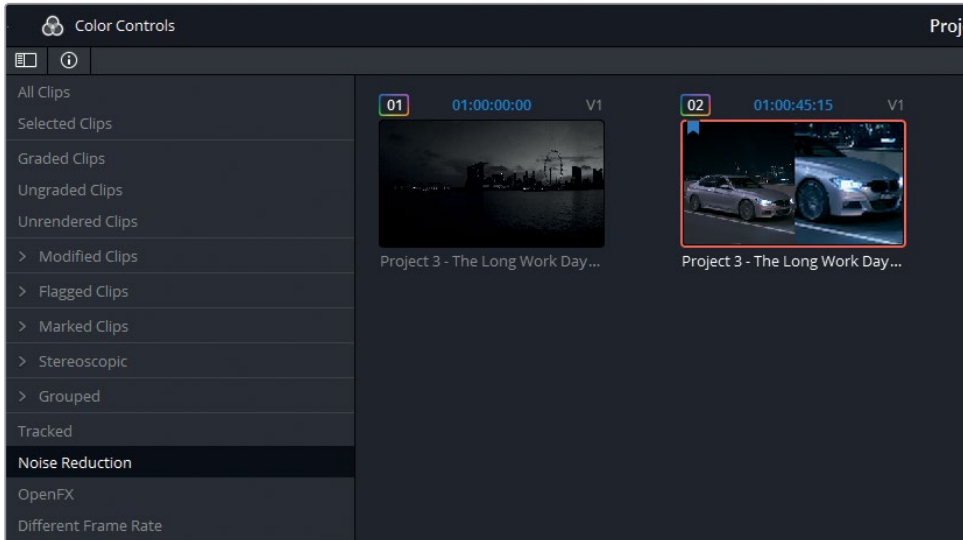 Color Controls
Proj
All Clips
Selected Clips
Graded Clips
Ungraded Clips
Unrendered Clips
> Modified Clips
> Flagged Clips
> Marked Clips
> Stereoscopic
> Grouped
Tracked
Noise Reduction
OpenFX
Different Frame Rate
01 01:00:00:00 V1
Project 3 - The Long Work Day...
02 01:00:45:15 V1
Project 3 - The Long Work Day...